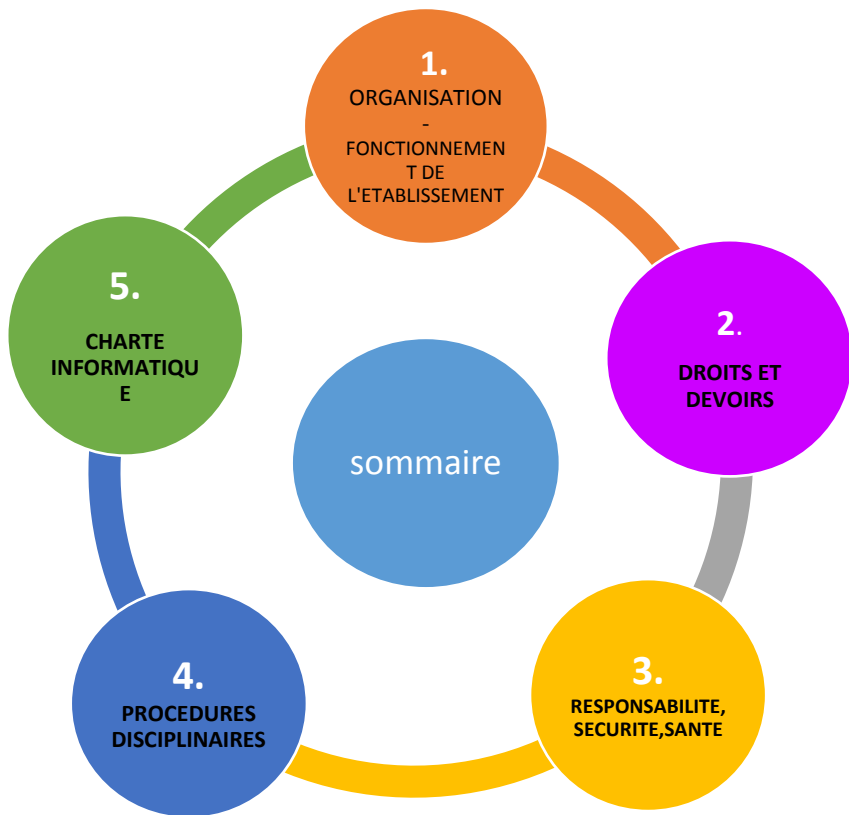 1.
ORGANISATION
-
FONCTIONNEMEN
T DE
L'ETABLISSEMENT
2.
DROITS ET
DEVOIRS
3.
RESPONSABILITE,
SECURITE,SANTE
4.
PROCEDURES
DISCIPLINAIRES
5.
CHARTE
INFORMATIQU
E
sommaire